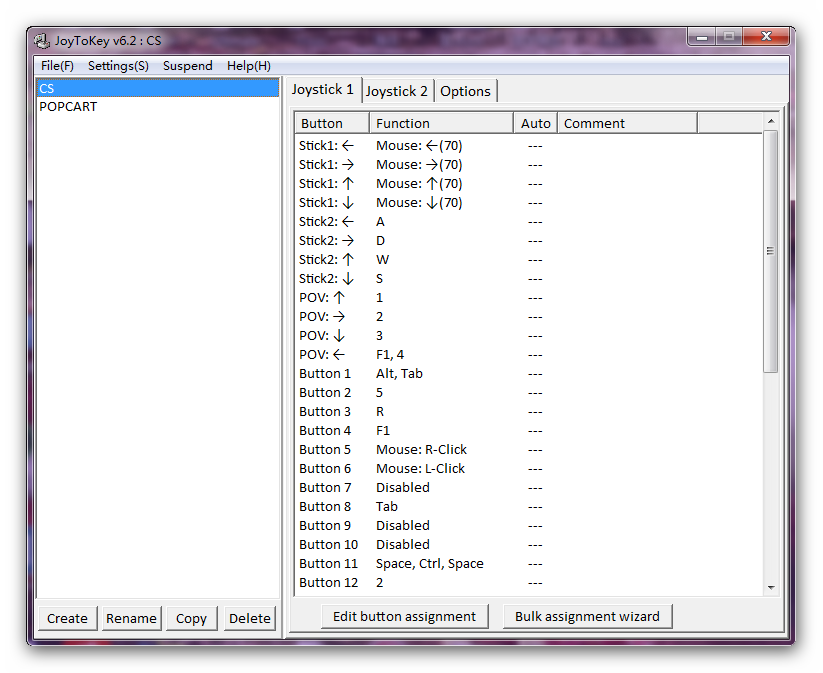 JoyToKey v6.2 : CS
File(F) Settings(S) Suspend Help(H)
CS
POPCART
Joystick 1 Joystick 2 Options
Button Function Auto Comment
Stick1: ← Mouse: ←(70) ---
Stick1: → Mouse: →(70) ---
Stick1: ↑ Mouse: ↑(70) ---
Stick1: ↓ Mouse: ↓(70) ---
Stick2: ← A ---
Stick2: → D ---
Stick2: ↑ W ---
Stick2: ↓ S ---
POV: ↑ 1 ---
POV: → 2 ---
POV: ↓ 3 ---
POV: ← F1, 4 ---
Button 1 Alt, Tab ---
Button 2 5 ---
Button 3 R ---
Button 4 F1 ---
Button 5 Mouse: R-Click ---
Button 6 Mouse: L-Click ---
Button 7 Disabled ---
Button 8 Tab ---
Button 9 Disabled ---
Button 10 Disabled ---
Button 11 Space, Ctrl, Space ---
Button 12 2 ---
Create Rename Copy Delete
Edit button assignment Bulk assignment wizard